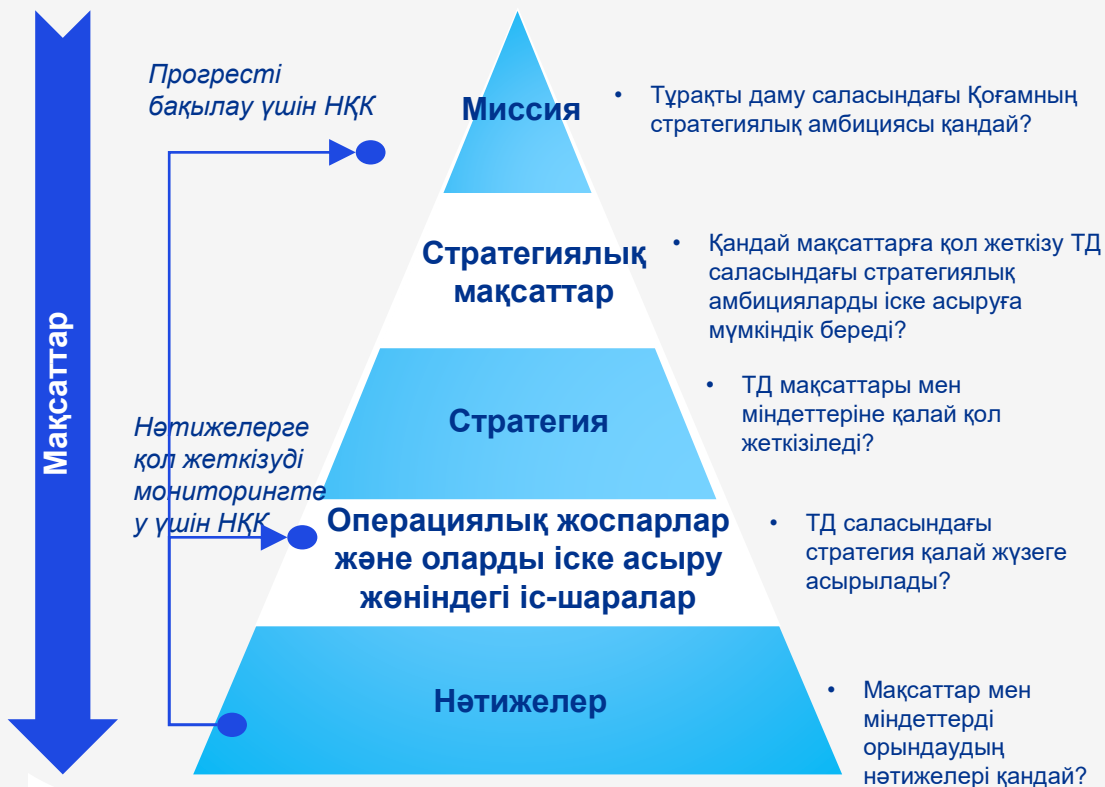 Мақсаттар
Прогресті
бақылау үшін НҚК
Миссия
• Тұрақты даму саласындағы Қоғамның
стратегиялық амбициясы қандай?
Стратегиялық
мақсаттар
• Қандай мақсаттарға қол жеткізу ТД
саласындағы стратегиялық
амбицияларды іске асыруға
мүмкіндік береді?
Стратегия
• ТД мақсаттары мен
міндеттеріне қалай қол
жеткізіледі?
Нәтижелерге
қол жеткізуді
мониторингте
у үшін НҚК
Операциялық жоспарлар
және оларды іске асыру
жөніндегі іс-шаралар
• ТД саласындағы
стратегия қалай жүзеге
асырылады?
Нәтижелер
• Мақсаттар мен
міндеттерді
орындаудың
нәтижелері қандай?